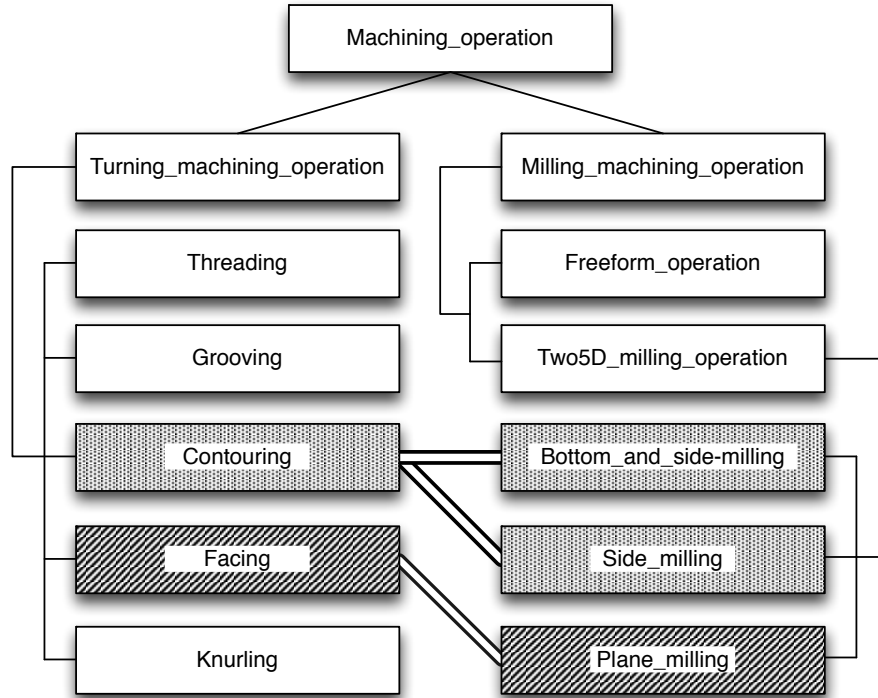 Machining_operation
Turning_machining_operation
Milling_machining_operation
Threading
Freeform_operation
Grooving
Two5D_milling_operation
Contouring
Bottom_and_side-milling
Facing
Side_milling
Knurling
Plane_milling